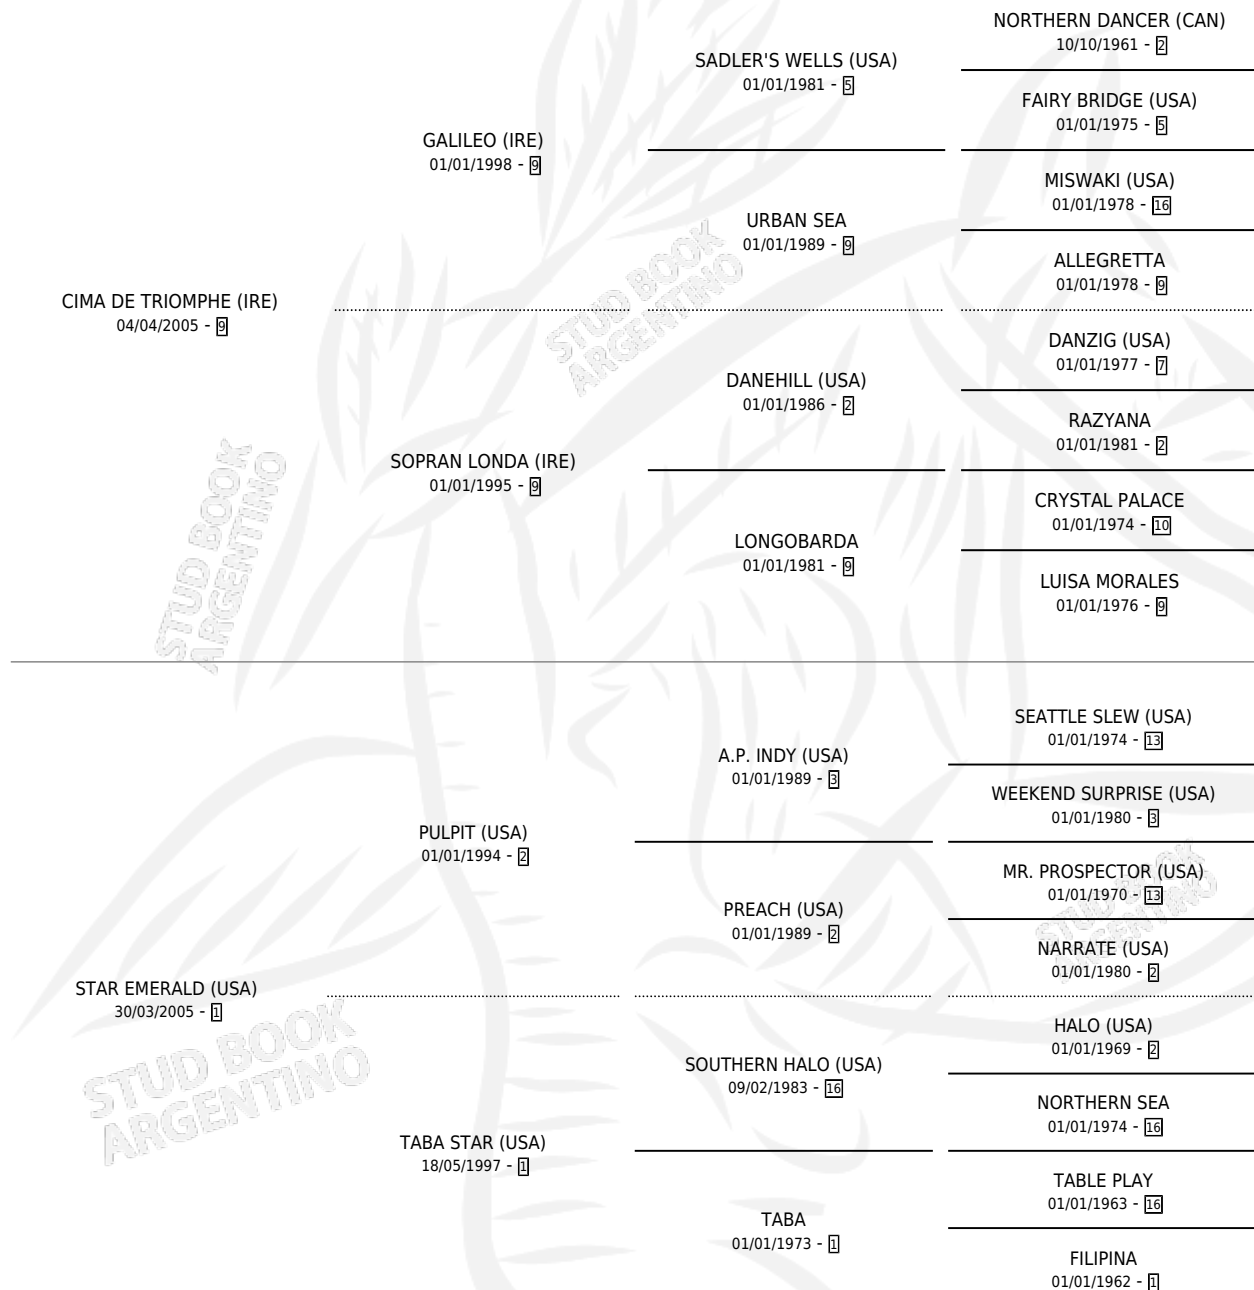 NORTHERN DANCER (CAN)
10/10/1961 - 2
SADLER'S WELLS (USA)
01/01/1981 - 5
FAIRY BRIDGE (USA)
01/01/1975 - 5
GALILEO (IRE)
01/01/1998 - 9
MISWAKI (USA)
01/01/1978 - 16
URBAN SEA
01/01/1989 - 9
ALLEGRETTA
01/01/1978 - 9
CIMA DE TRIOMPHE (IRE)
04/04/2005 - 9
STUD BOOK
ARGENTINO
DANZIG (USA)
01/01/1977 - 7
DANEHILL (USA)
01/01/1986 - 2
RAZYANA
01/01/1981 - 2
SOPRAN LONDA (IRE)
01/01/1995 - 9
CRYSTAL PALACE
01/01/1974 - 10
LONGOBARDA
01/01/1981 - 9
LUISA MORALES
01/01/1976 - 9
STUD BOOK
ARGENTINO
SEATTLE SLEW (USA)
01/01/1974 - 13
A.P. INDY (USA)
01/01/1989 - 3
WEEKEND SURPRISE (USA)
01/01/1980 - 3
PULPIT (USA)
01/01/1994 - 2
MR. PROSPECTOR (USA)
01/01/1970 - 13
PREACH (USA)
01/01/1989 - 2
STUD BOOK
ARGENTINO
NARRATE (USA)
01/01/1980 - 2
STAR EMERALD (USA)
30/03/2005 - 1
STUD BOOK
ARGENTINO
HALO (USA)
01/01/1969 - 2
SOUTHERN HALO (USA)
09/02/1983 - 16
NORTHERN SEA
01/01/1974 - 16
TABA STAR (USA)
18/05/1997 - 1
TABLE PLAY
01/01/1963 - 16
TABA
01/01/1973 - 1
FILIPINA
01/01/1962 - 1